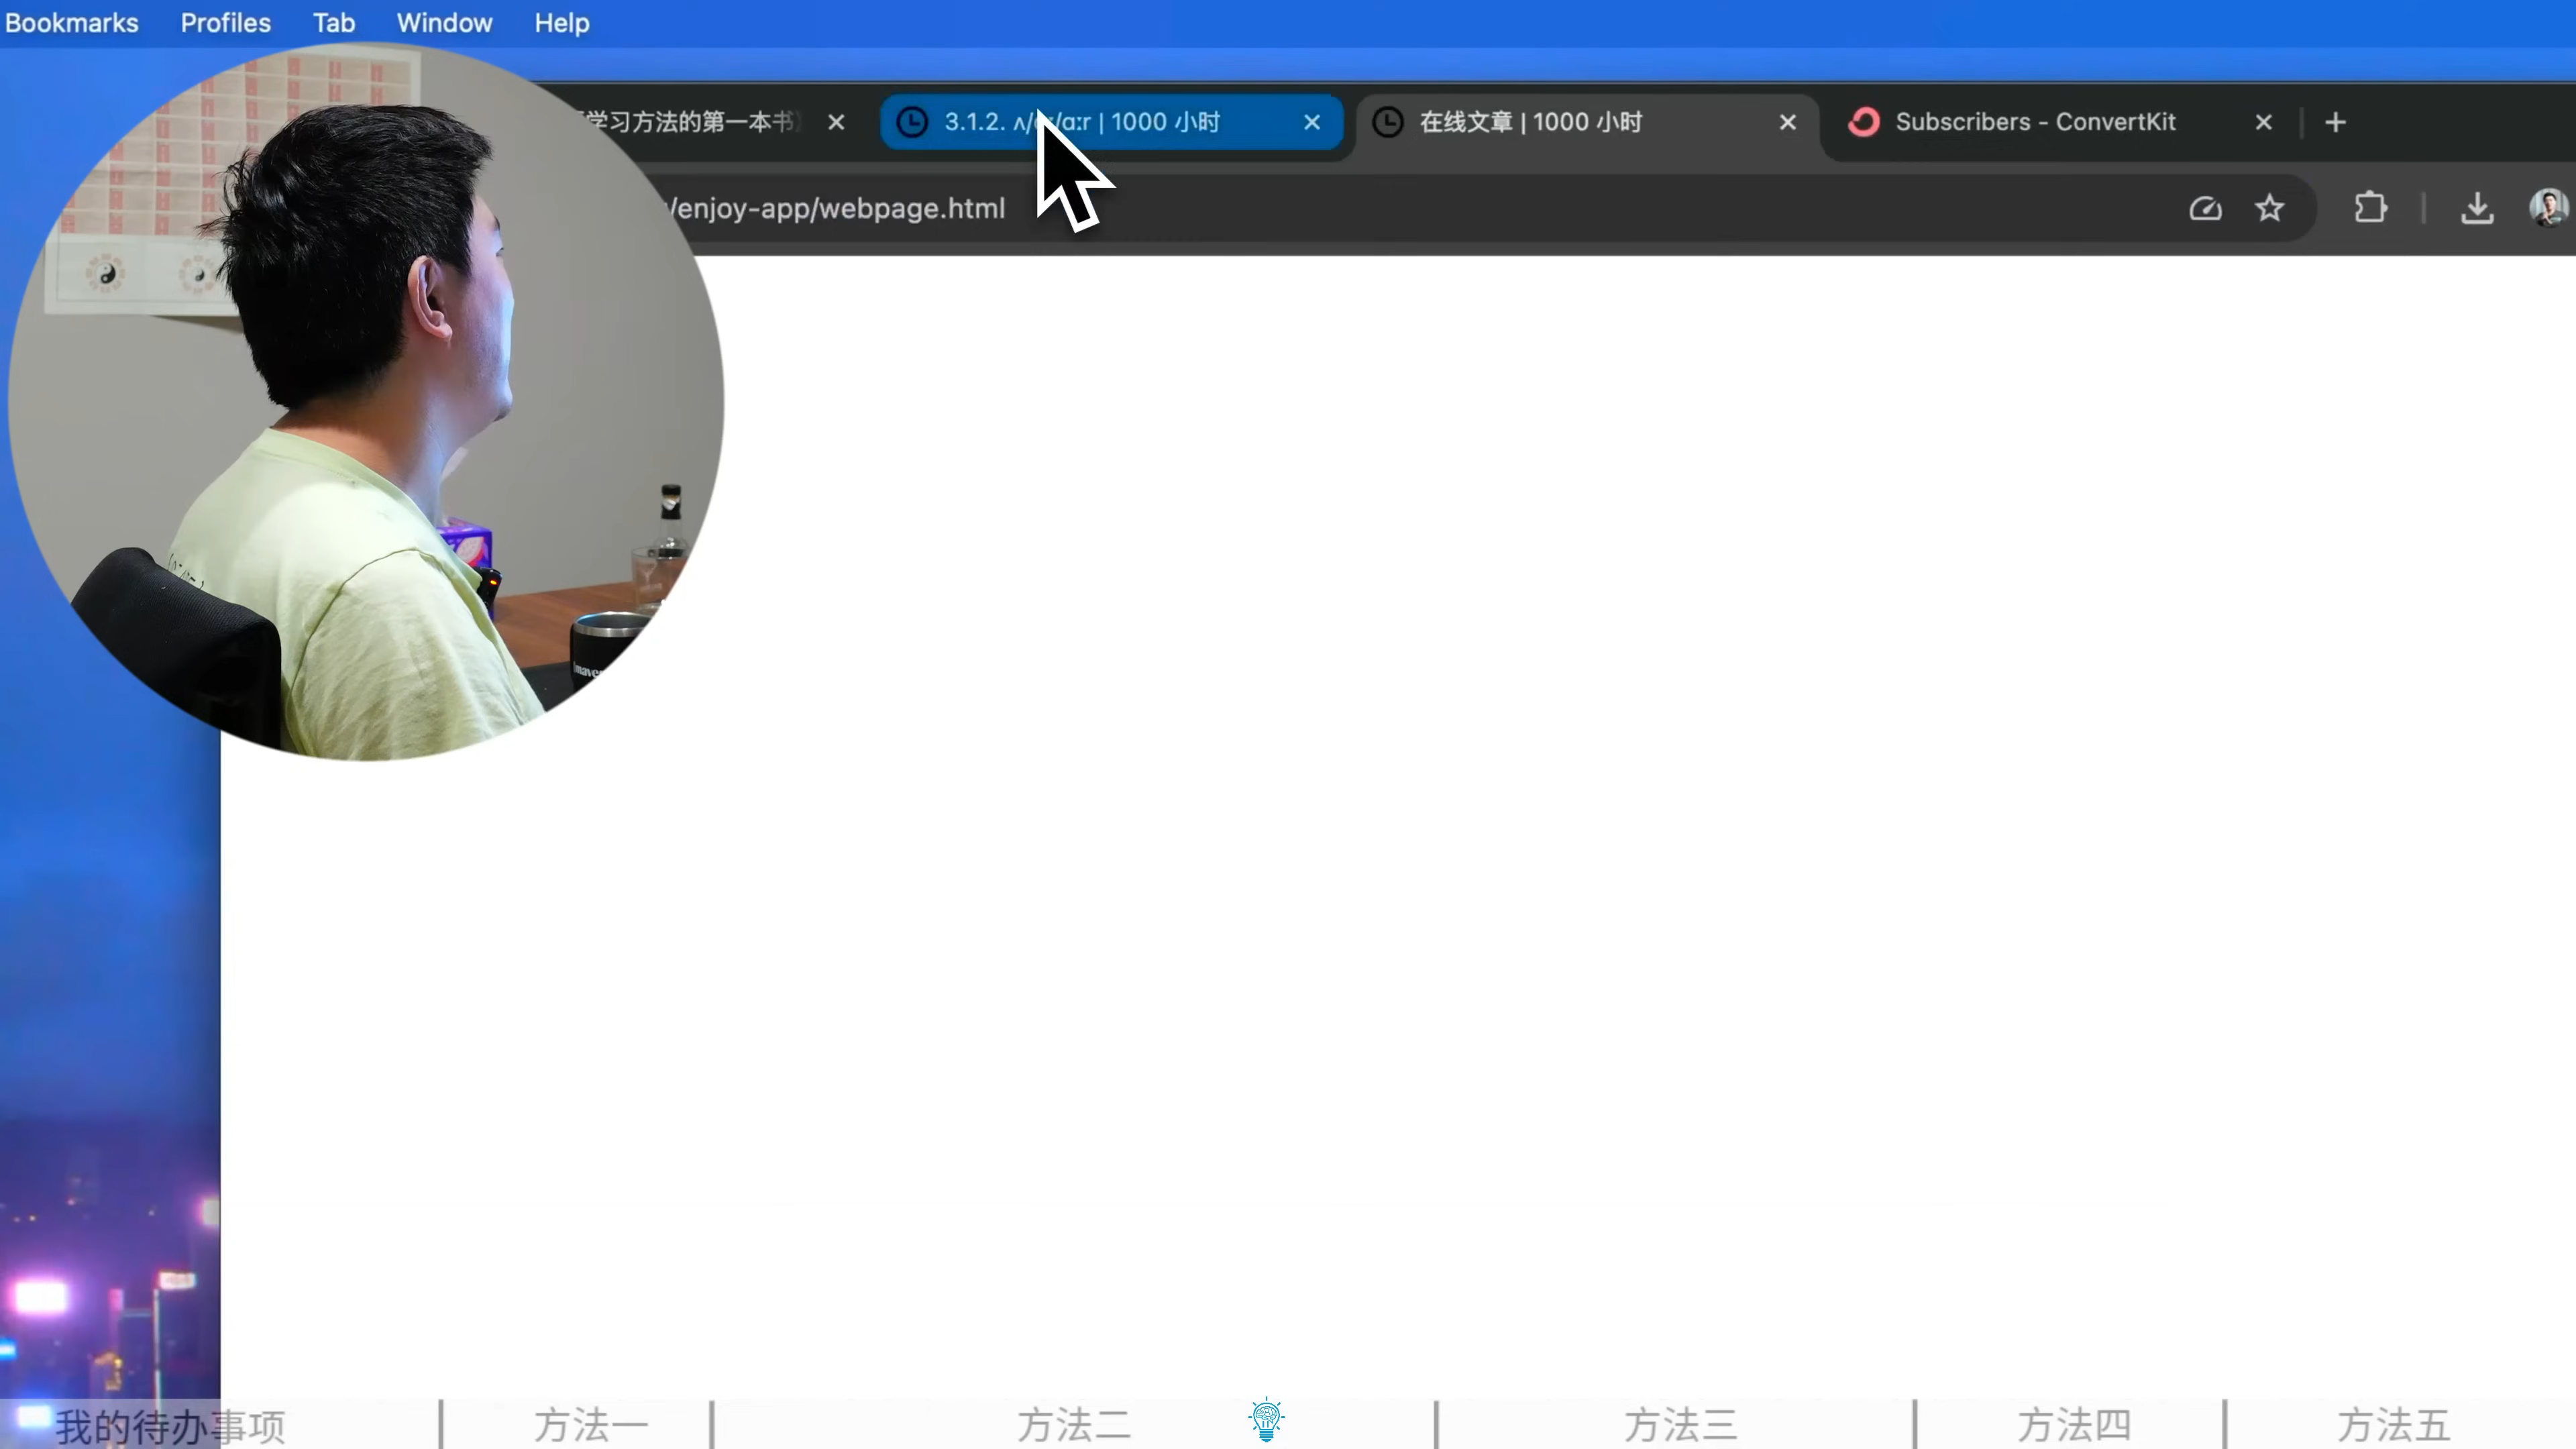 Bookmarks Profiles Tab Window Help
学习方法的第一本书
3.1.2. ʌ/ɑː/ɑːr | 1000 小时
在线文章 | 1000 小时
Subscribers - ConvertKit
/enjoy-app/webpage.html
我的待办事项 方法一 方法二 方法三 方法四 方法五